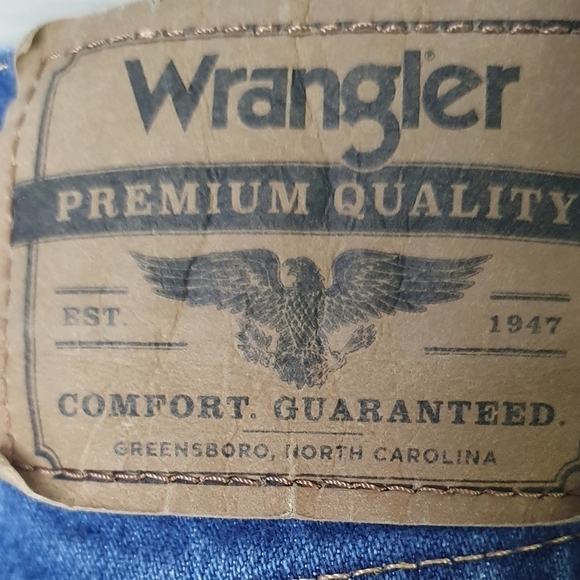 Wrangler
PREMIUM QUALITY
EST. 1947
COMFORT. GUARANTEED.
GREENSBORO, NORTH CAROLINA